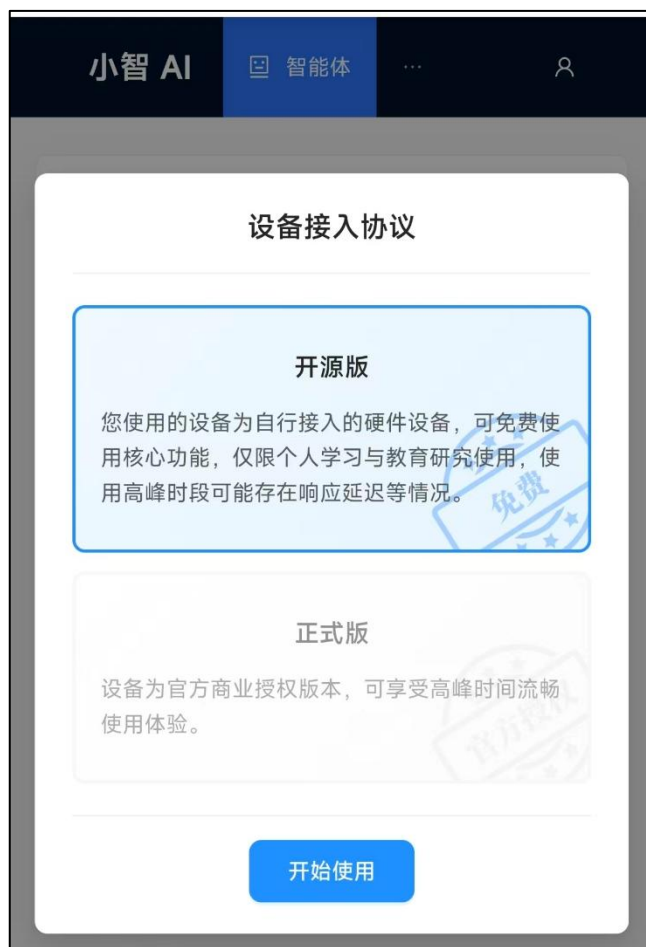 小智 AI
智能体
···
设备接入协议
开源版
您使用的设备为自行接入的硬件设备，可免费使
用核心功能，仅限个人学习与教育研究使用，使
用高峰时段可能存在响应延迟等情况。
免费
正式版
设备为官方商业授权版本，可享受高峰时间流畅
使用体验。
官方授权
开始使用